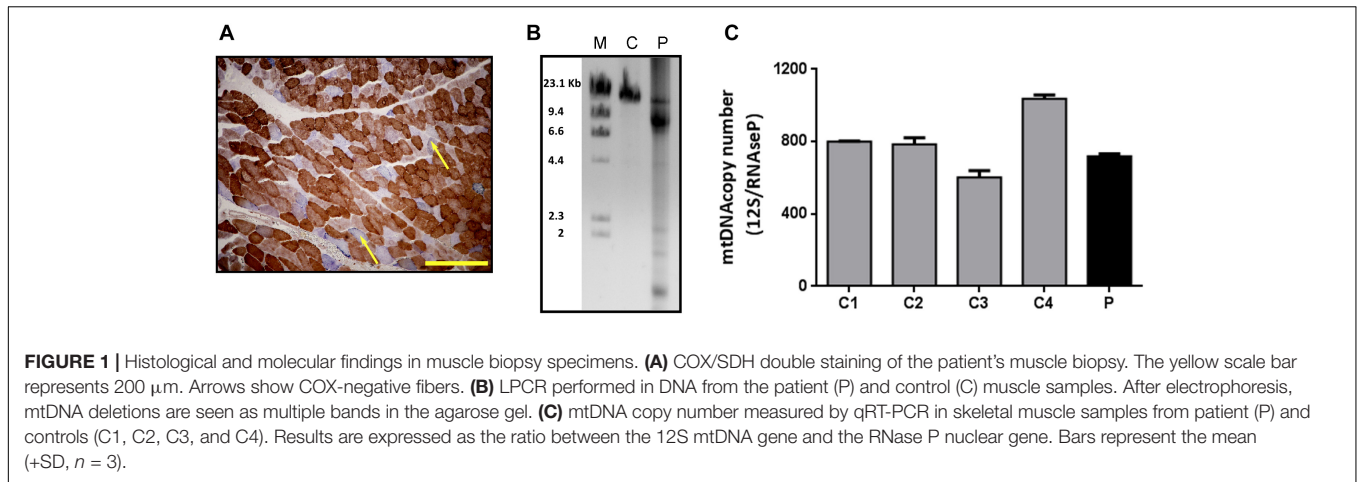 A
B
M C P
23.1 Kb
9.4
6.6
4.4
2.3
2
C
mtDNAcopy number
(12S/RNAseP)
1200
800
400
0
C1 C2 C3 C4 P
FIGURE 1 | Histological and molecular findings in muscle biopsy specimens. (A) COX/SDH double staining of the patient's muscle biopsy. The yellow scale bar
represents 200 μm. Arrows show COX-negative fibers. (B) LPCR performed in DNA from the patient (P) and control (C) muscle samples. After electrophoresis,
mtDNA deletions are seen as multiple bands in the agarose gel. (C) mtDNA copy number measured by qRT-PCR in skeletal muscle samples from patient (P) and
controls (C1, C2, C3, and C4). Results are expressed as the ratio between the 12S mtDNA gene and the RNase P nuclear gene. Bars represent the mean
(+SD, n = 3).